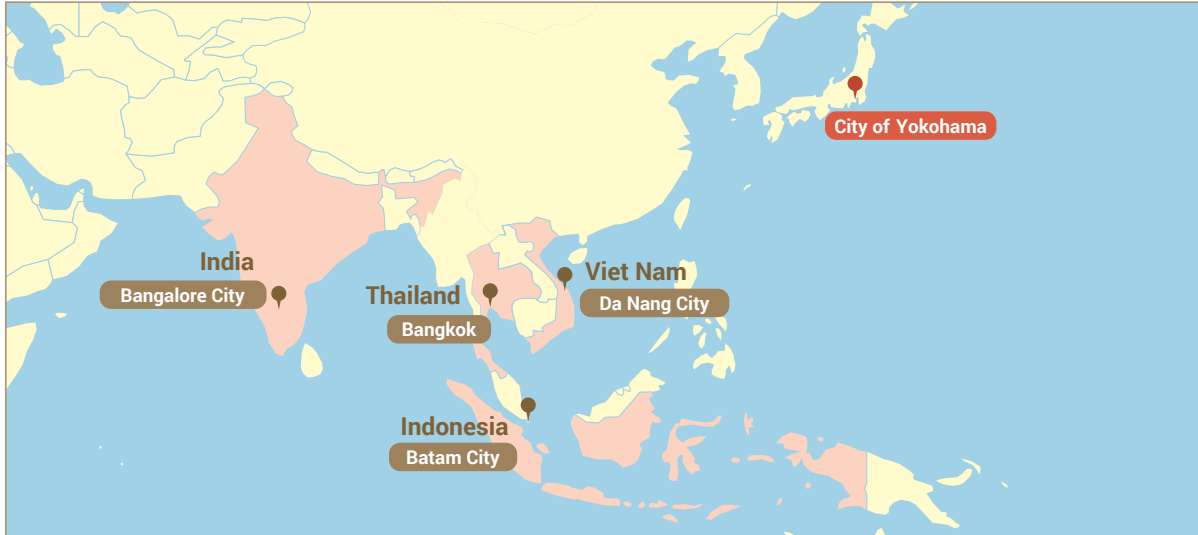 City of Yokohama
India
Bangalore City
Viet Nam
Da Nang City
Thailand
Bangkok
Indonesia
Batam City